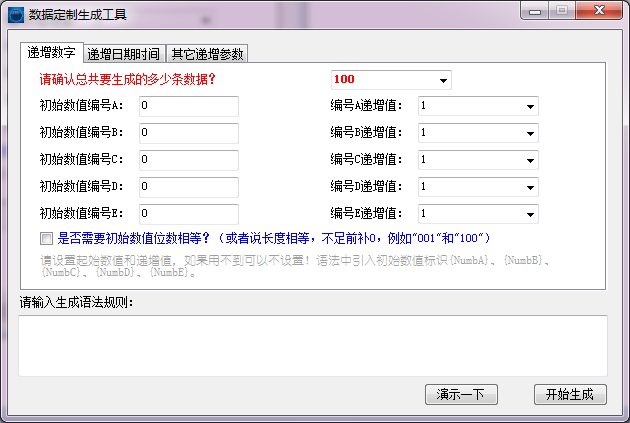 数据定制生成工具
递增数字 递增日期时间 其它递增参数
请确认总共要生成的多少条数据? 100
初始数值编号A: 0 编号A递增值: 1
初始数值编号B: 0 编号B递增值: 1
初始数值编号C: 0 编号C递增值: 1
初始数值编号D: 0 编号D递增值: 1
初始数值编号E: 0 编号E递增值: 1
是否需要初始数值位数相等?(或者说长度相等,不足前补0,例如"001"和"100")
请设置起始数值和递增值,如果用不到可以不设置!语法中引入初始数值标识{NumbA}、{NumbB}、
{NumbC}、{NumbD}、{NumbE}。
请输入生成语法规则:
演示一下 开始生成